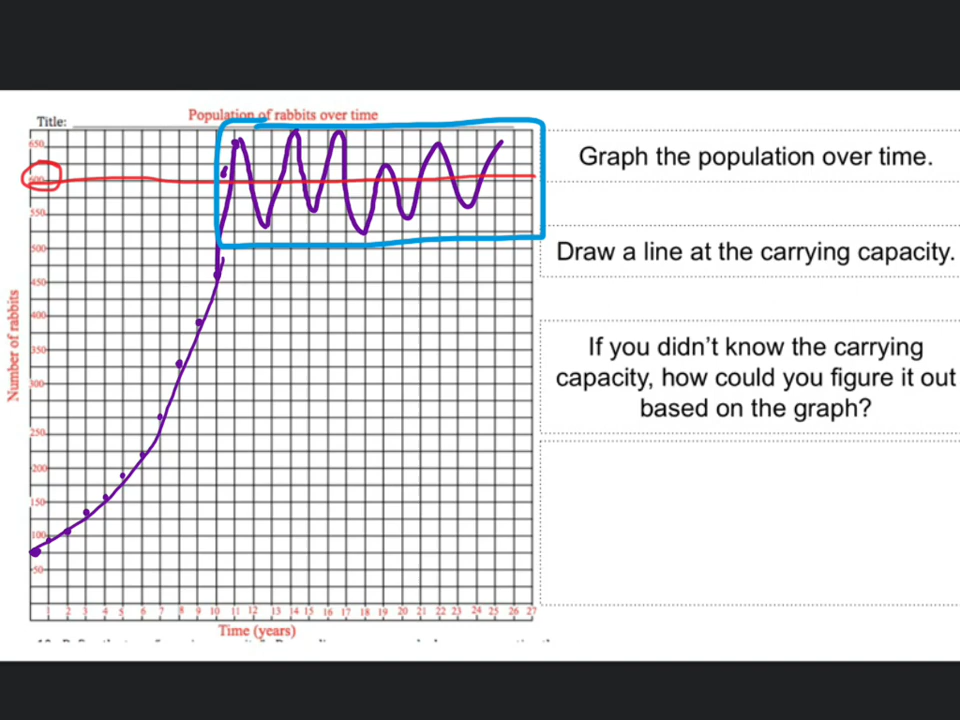 Title:
Population of rabbits over time
Number of rabbits
650
600
550
500
450
400
350
300
250
200
150
100
50
1 2 3 4 5 6 7 8 9 10 11 12 13 14 15 16 17 18 19 20 21 22 23 24 25 26 27
Time (years)
Graph the population over time.
Draw a line at the carrying capacity.
If you didn't know the carrying
capacity, how could you figure it out
based on the graph?